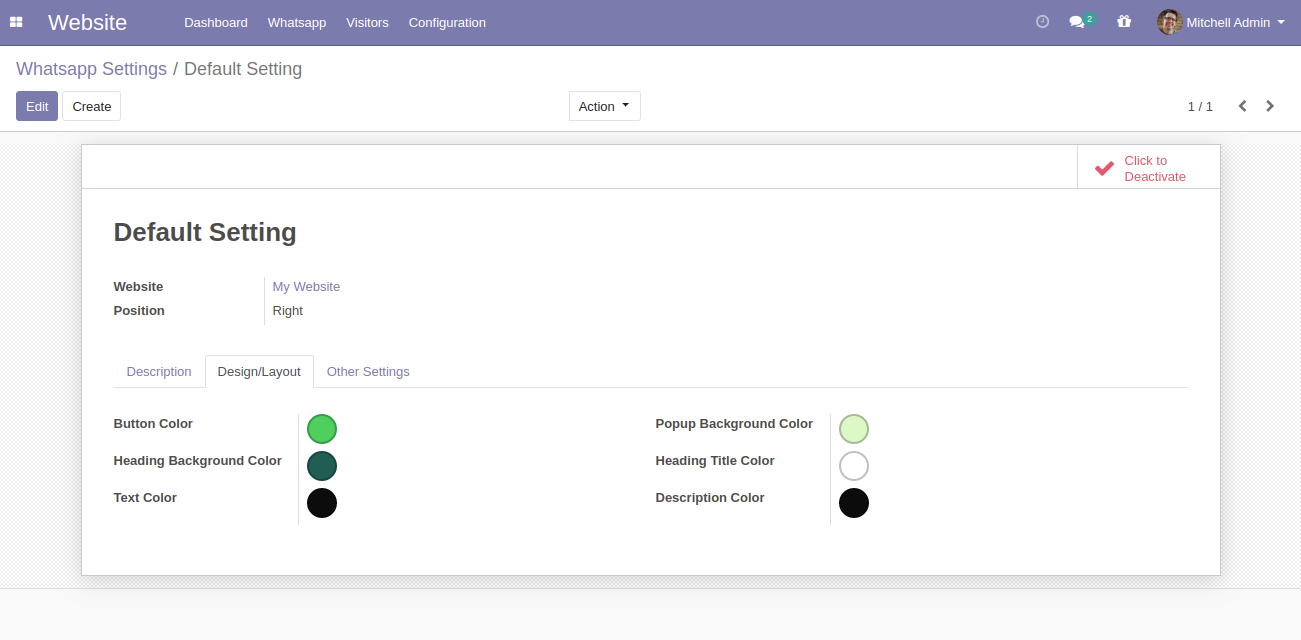 Website Dashboard Whatsapp Visitors Configuration 2 Mitchell Admin
Whatsapp Settings / Default Setting
Edit Create Action 1 / 1
Click to
Deactivate
Default Setting
Website My Website
Position Right
Description Design/Layout Other Settings
Button Color Popup Background Color
Heading Background Color Heading Title Color
Text Color Description Color